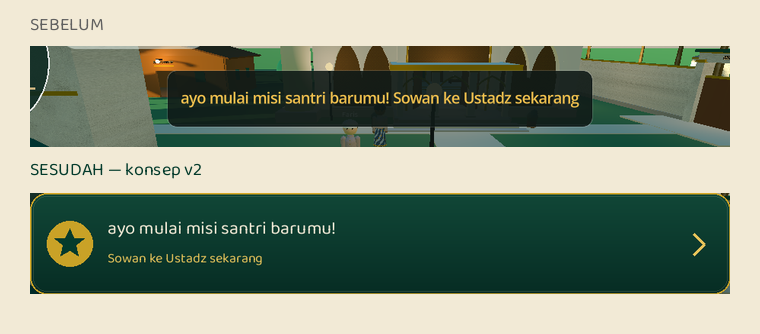 SEBELUM
ayo mulai misi santri barumu! Sowan ke Ustadz sekarang
SESUDAH — konsep v2
ayo mulai misi santri barumu!
Sowan ke Ustadz sekarang